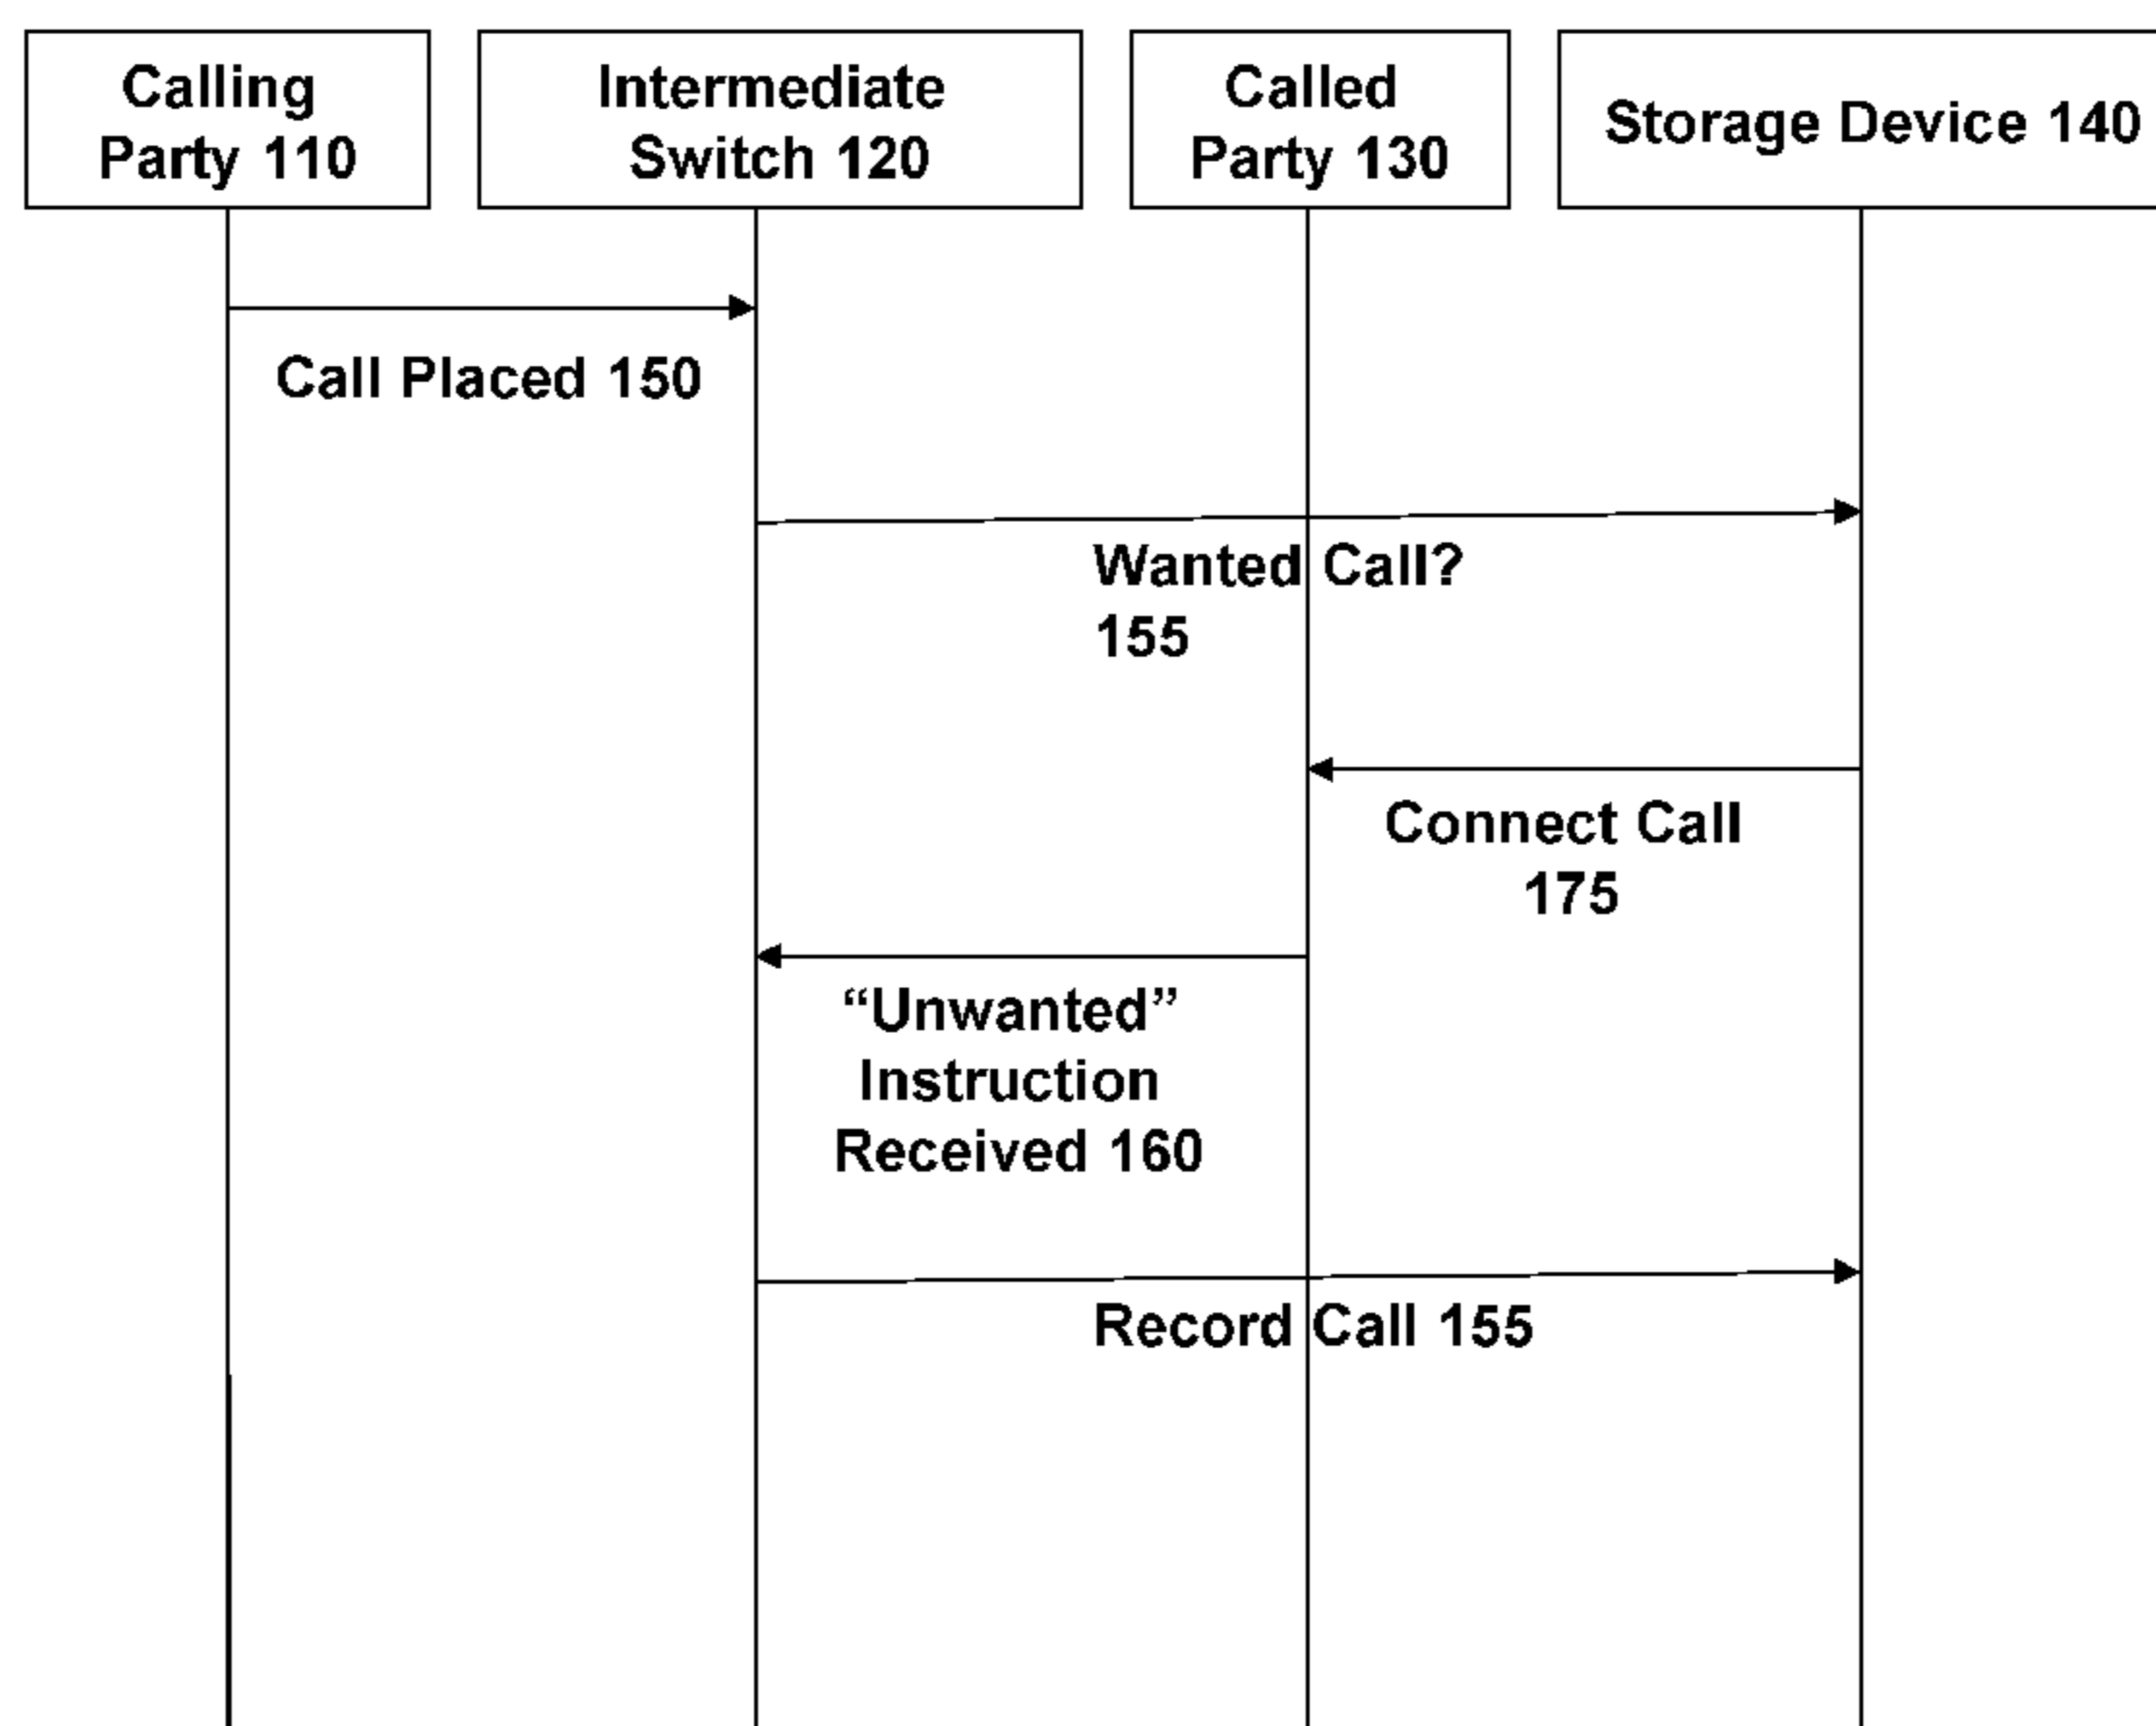 Calling
Party 110
Intermediate
Switch 120
Called
Party 130
Storage Device 140
Call Placed 150
Wanted Call?
155
Connect Call
175
“Unwanted”
Instruction
Received 160
Record Call 155